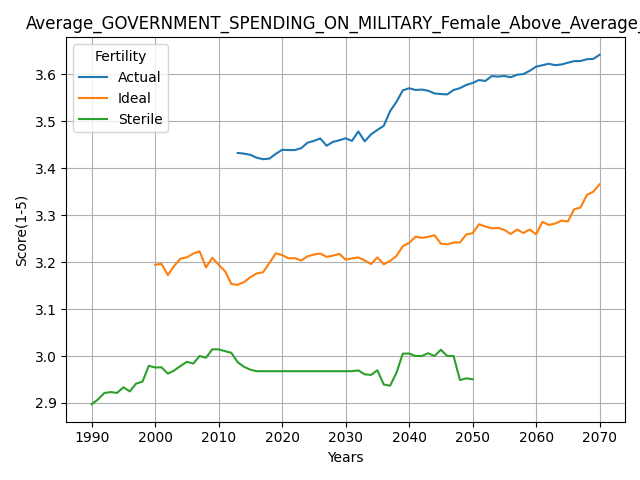 Average_GOVERNMENT_SPENDING_ON_MILITARY_Female_Above_Average_
Fertility
Actual
Ideal
Sterile
Score(1-5)
3.6
3.5
3.4
3.3
3.2
3.1
3.0
2.9
1990 2000 2010 2020 2030 2040 2050 2060 2070
Years